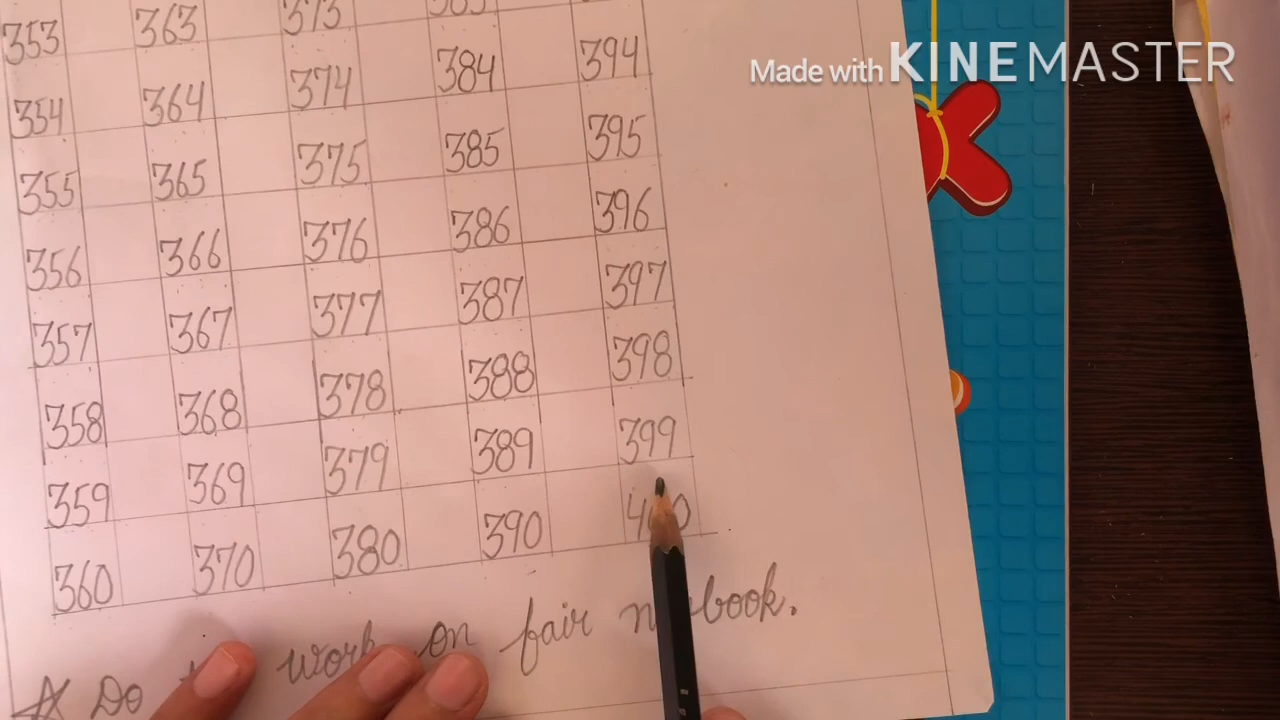 Made with KINEMASTER
353 363 373 383
354 364 374 384 394
355 365 375 385 395
356 366 376 386 396
357 367 377 387 397
358 368 378 388 398
359 369 379 389 399
360 370 380 390
Do work on fair